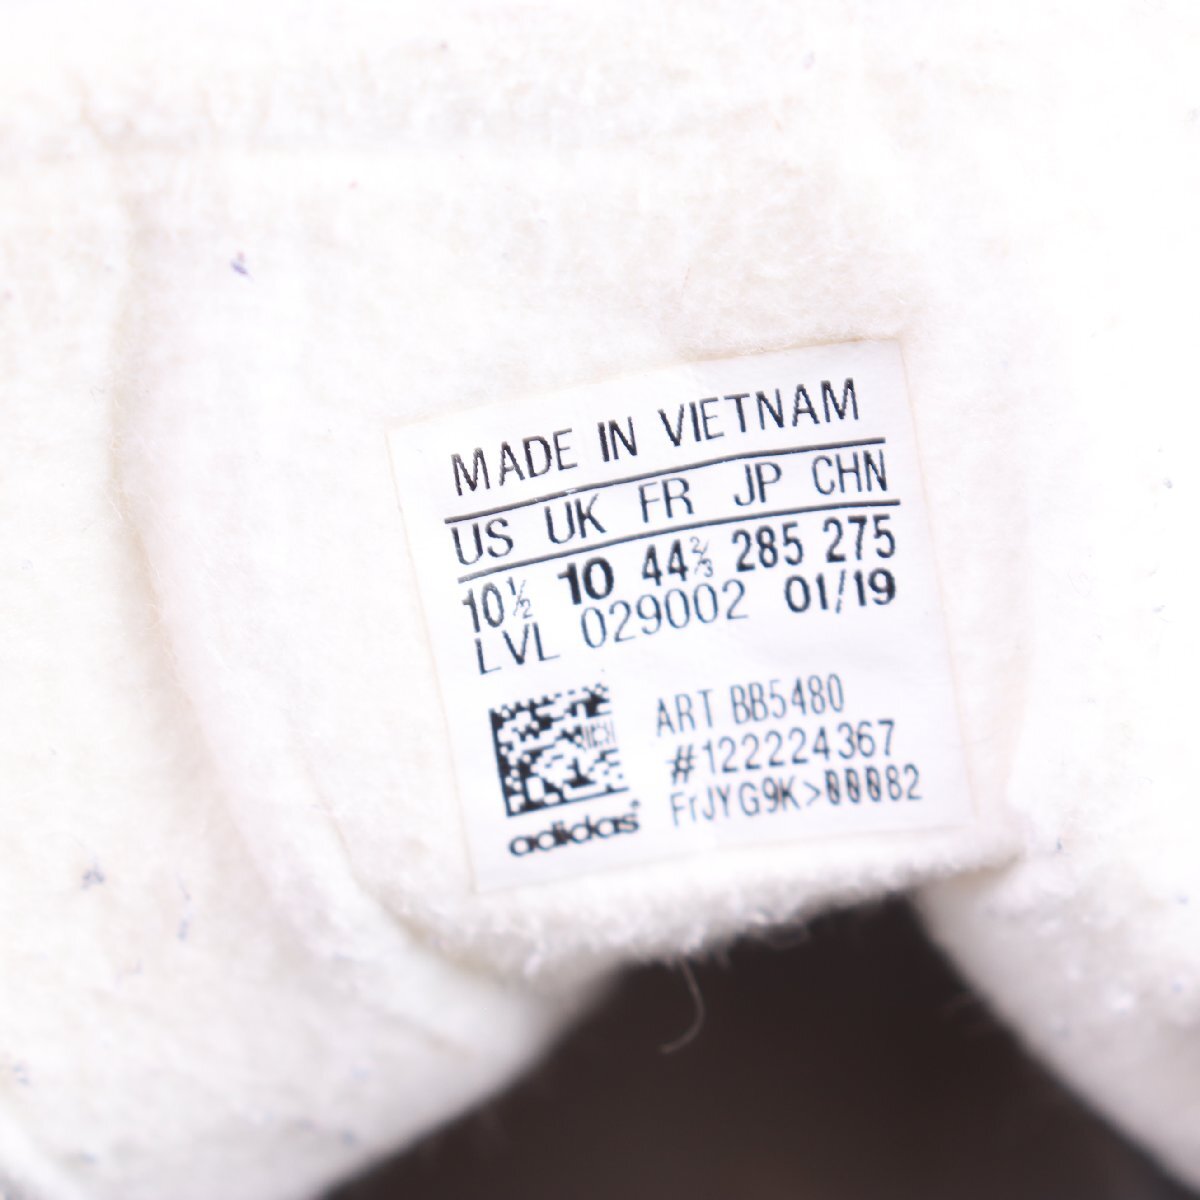 MADE IN VIETNAM
US UK FR JP CHN
10½ 10 44⅔ 285 275
LVL 029002 01/19
ART BB5480
#122224367
FrJYG9K>00082
adidas